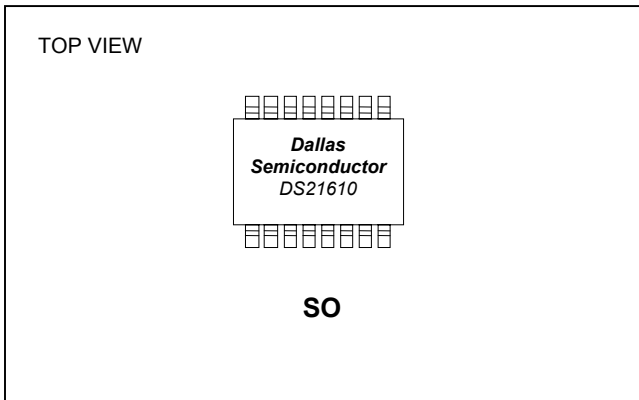 TOP VIEW
Dallas
Semiconductor
DS21610
SO